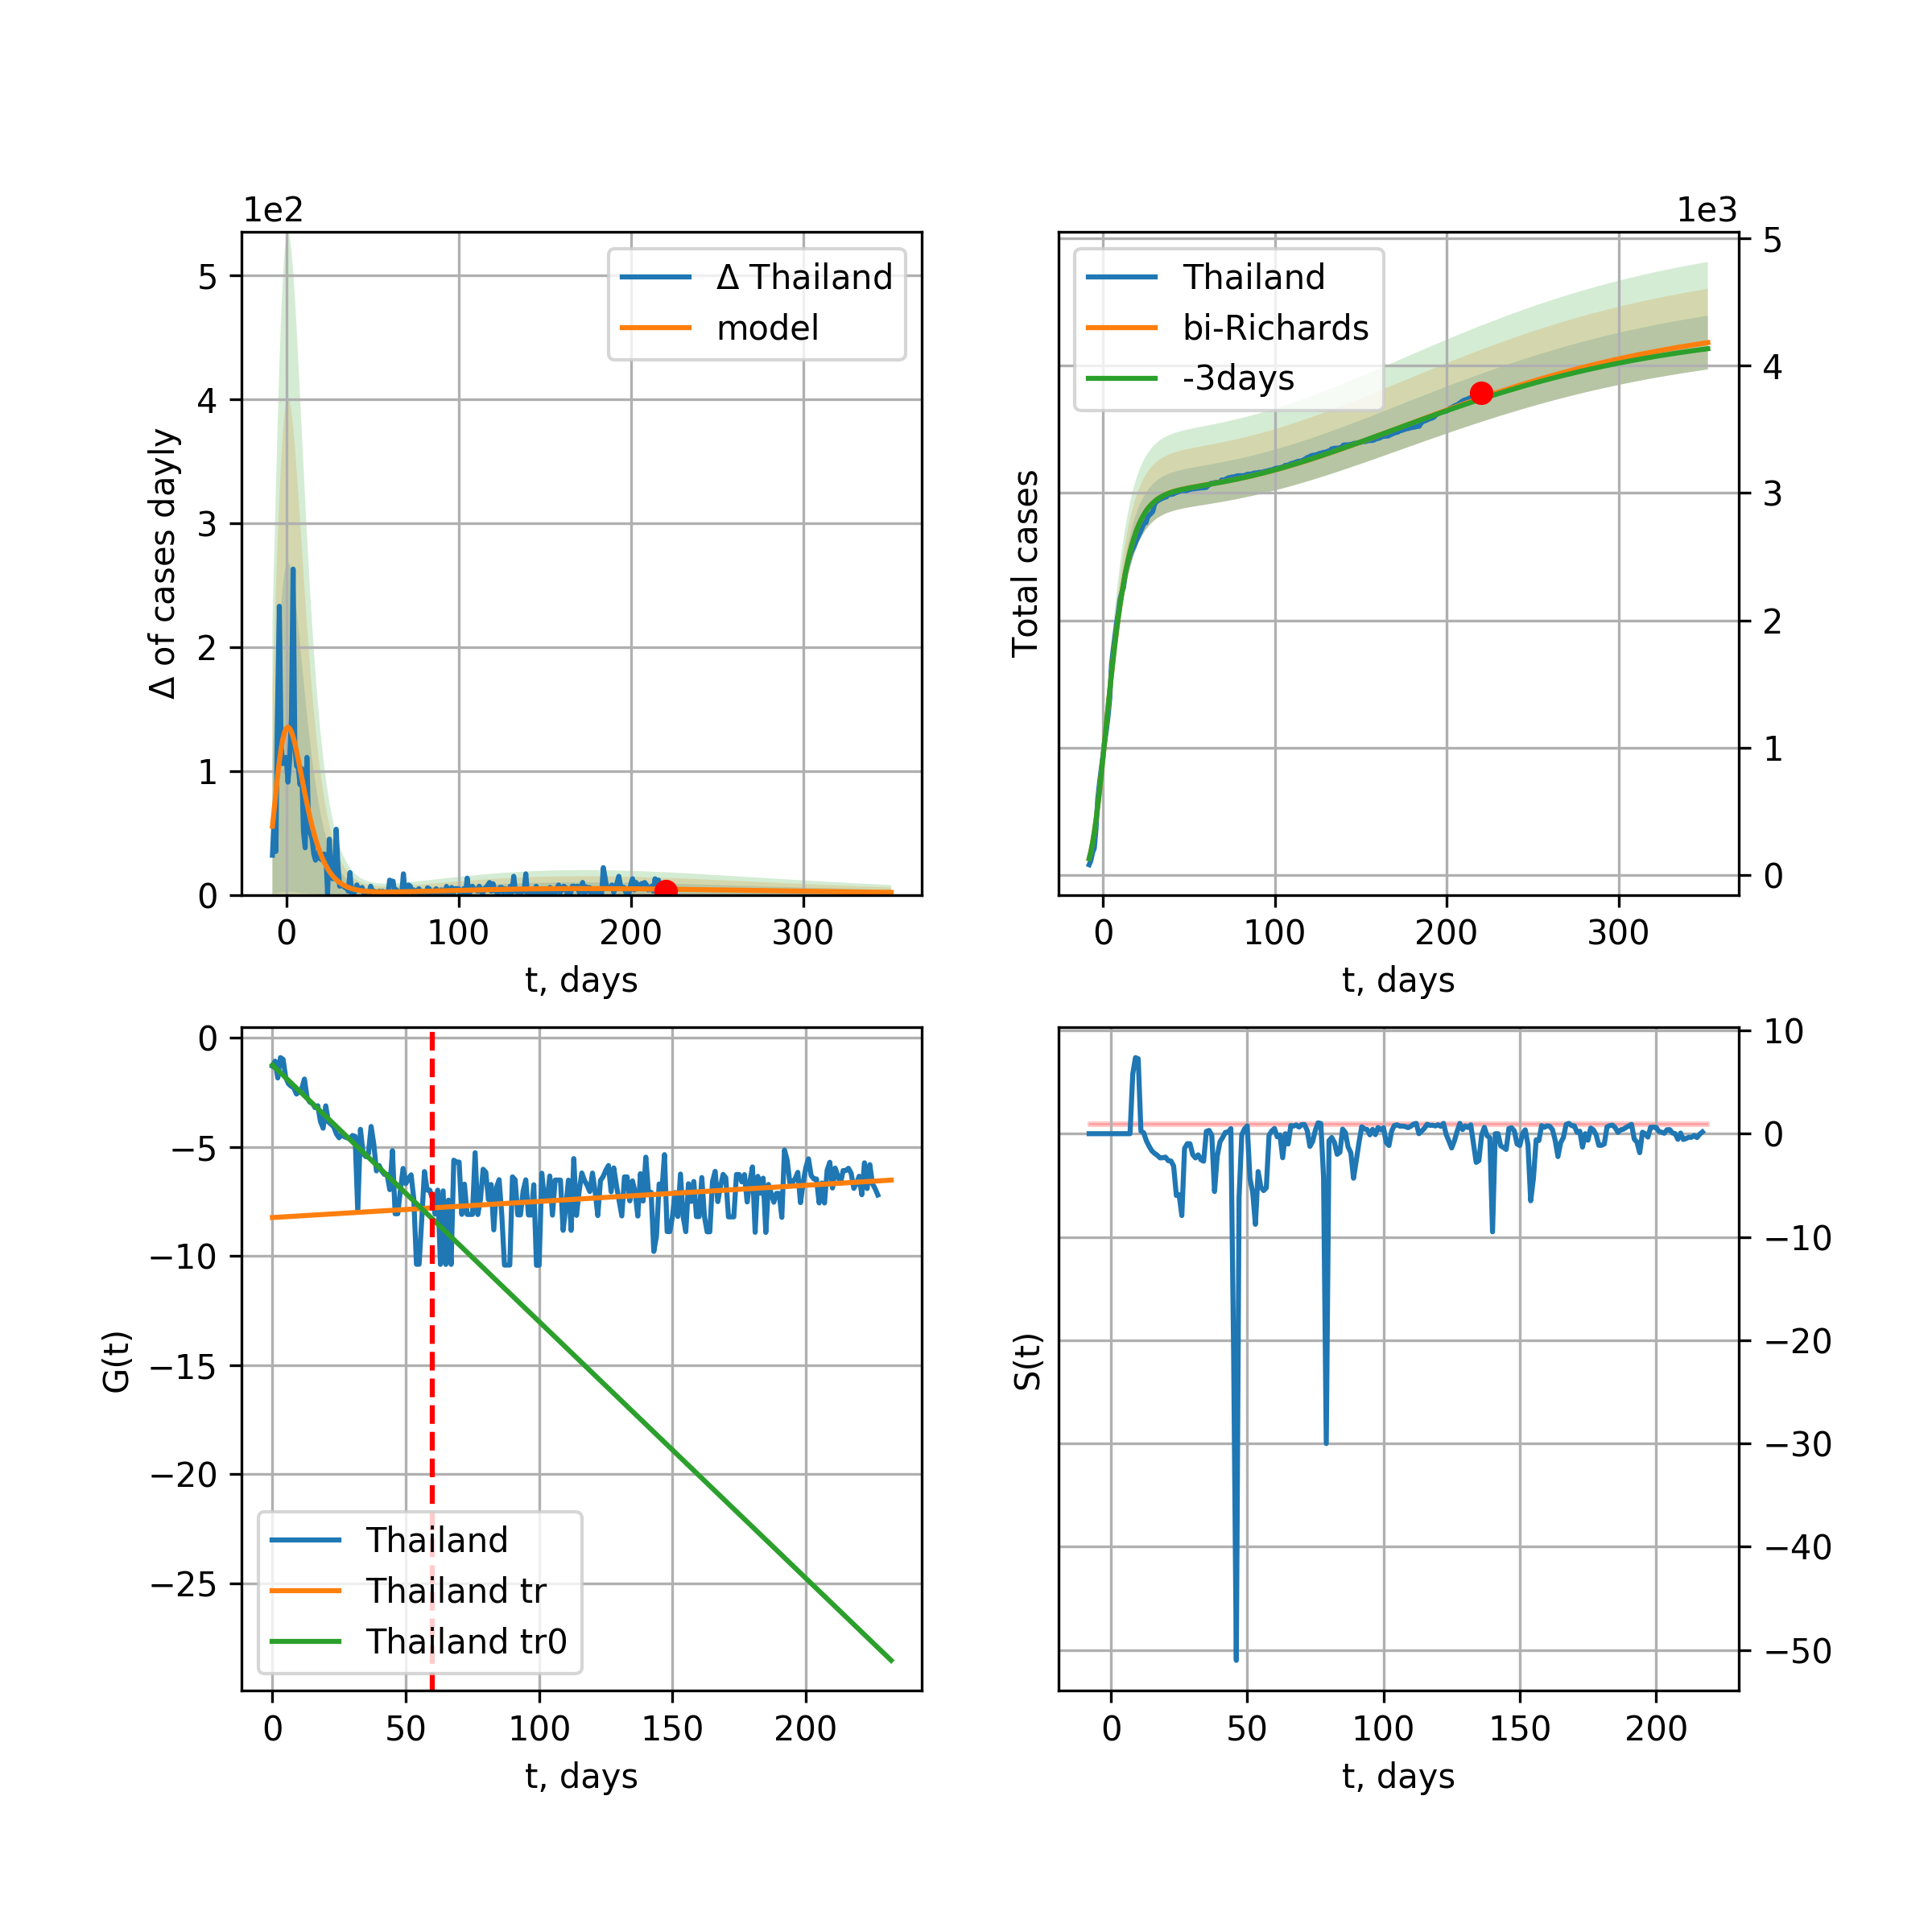 1e2
Δ of cases dayly
5
4
3
2
1
0
Δ Thailand
model
0 100 200 300
t, days
1e3
Total cases
Thailand
bi-Richards
-3days
5
4
3
2
1
0
0 100 200 300
t, days
G(t)
0
−5
−10
−15
−20
−25
Thailand
Thailand tr
Thailand tr0
0 50 100 150 200
t, days
S(t)
10
0
−10
−20
−30
−40
−50
0 50 100 150 200
t, days